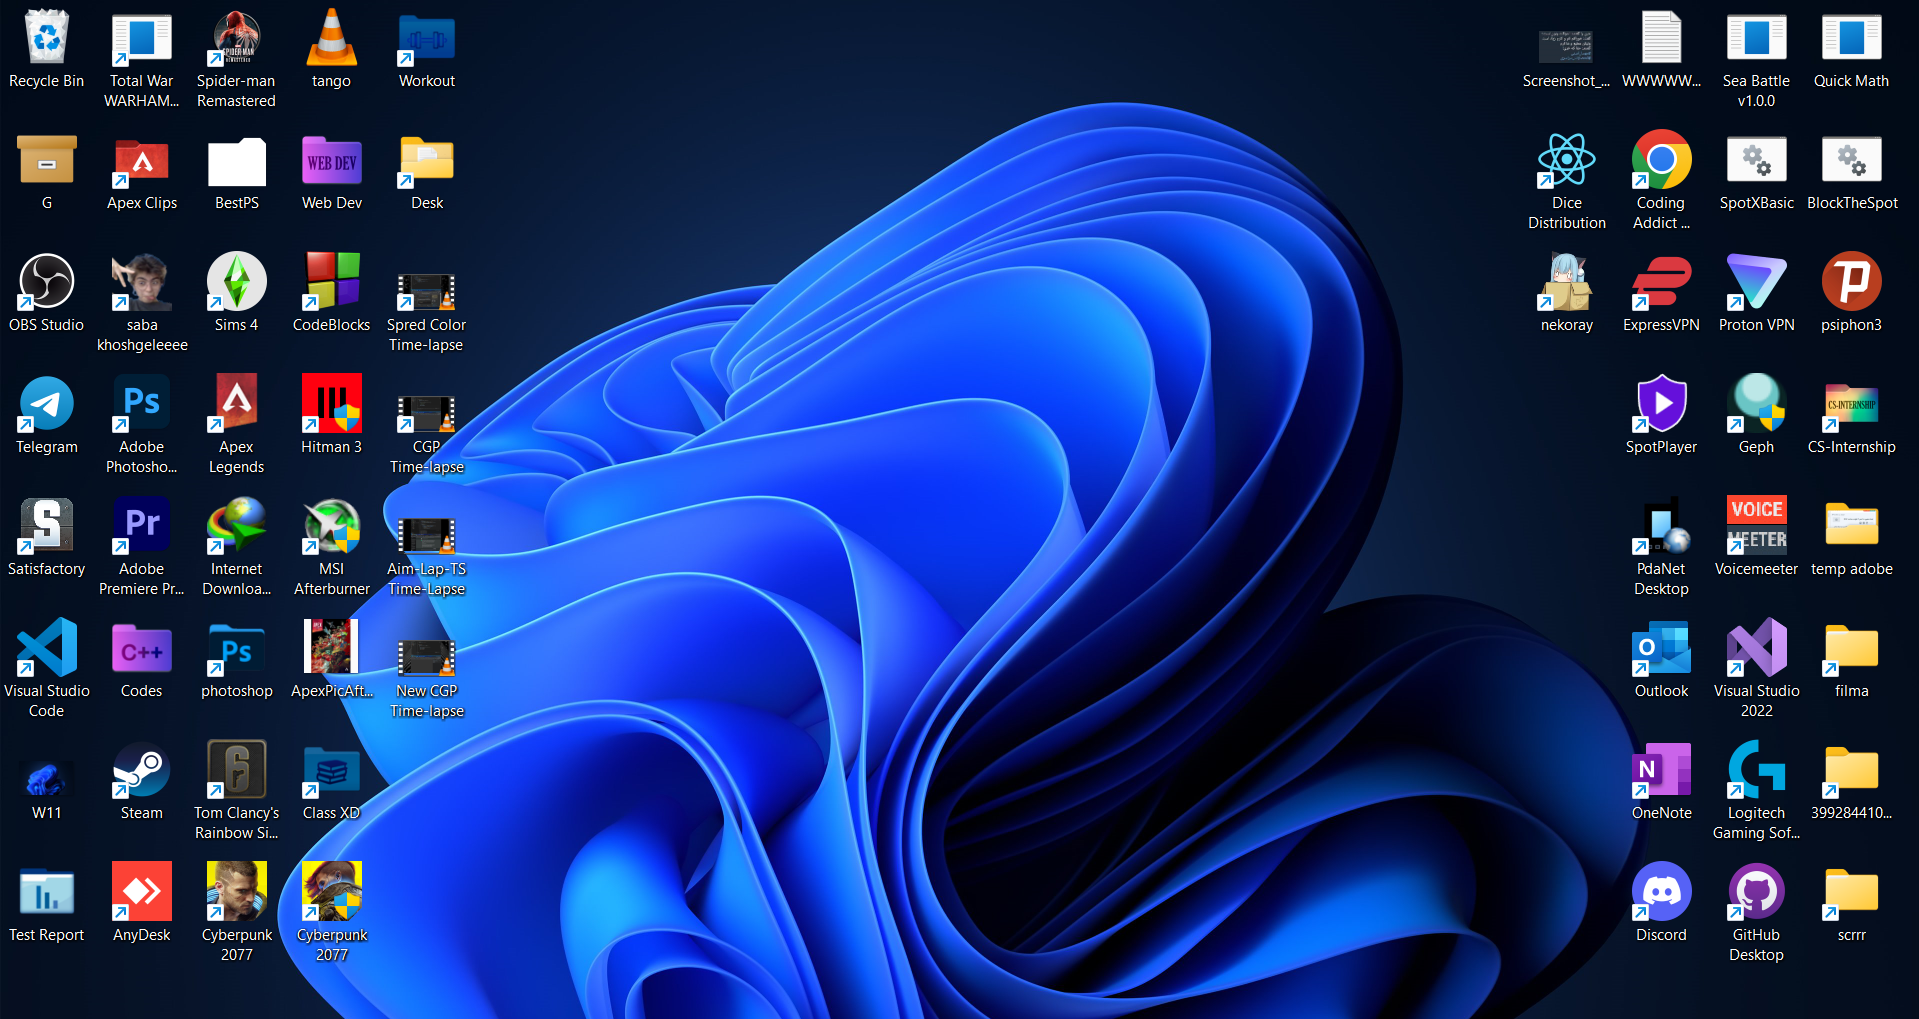 Recycle Bin
Total War
WARHAM...
Spider-man
Remastered
tango
Workout
G
Apex Clips
BestPS
WEB DEV
Web Dev
Desk
OBS Studio
saba
khoshgeleeee
Sims 4
CodeBlocks
Spred Color
Time-lapse
Telegram
Ps
Adobe
Photosho...
Apex
Legends
Hitman 3
CGP
Time-lapse
S
Satisfactory
Pr
Adobe
Premiere Pr...
Internet
Downloa...
MSI
Afterburner
Aim-Lap-TS
Time-Lapse
Visual Studio
Code
C++
Codes
Ps
photoshop
ApexPicAft...
New CGP
Time-lapse
W11
Steam
6
Tom Clancy's
Rainbow Si...
Class XD
Test Report
AnyDesk
Cyberpunk
2077
Cyberpunk
2077
Screenshot_...
WWWWW...
Sea Battle
v1.0.0
Quick Math
Dice
Distribution
Coding
Addict ...
SpotXBasic
BlockTheSpot
nekoray
ExpressVPN
Proton VPN
P
psiphon3
SpotPlayer
Geph
CS-INTERNSHIP
CS-Internship
PdaNet
Desktop
VOICE
MEETER
Voicemeeter
temp adobe
O
Outlook
Visual Studio
2022
filma
N
OneNote
G
Logitech
Gaming Sof...
399284410...
Discord
GitHub
Desktop
scrrr